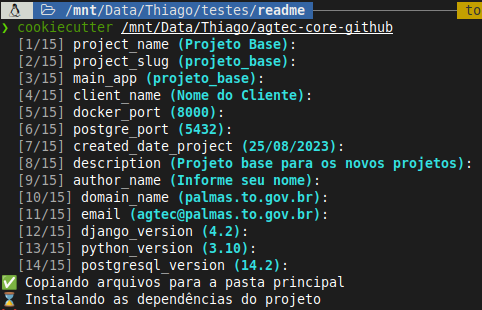 /mnt/Data/Thiago/testes/readme to
❯ cookiecutter /mnt/Data/Thiago/agtec-core-github
[1/15] project_name (Projeto Base):
[2/15] project_slug (projeto_base):
[3/15] main_app (projeto_base):
[4/15] client_name (Nome do Cliente):
[5/15] docker_port (8000):
[6/15] postgre_port (5432):
[7/15] created_date_project (25/08/2023):
[8/15] description (Projeto base para os novos projetos):
[9/15] author_name (Informe seu nome):
[10/15] domain_name (palmas.to.gov.br):
[11/15] email (agtec@palmas.to.gov.br):
[12/15] django_version (4.2):
[13/15] python_version (3.10):
[14/15] postgresql_version (14.2):
✅ Copiando arquivos para a pasta principal
⌛ Instalando as dependências do projeto